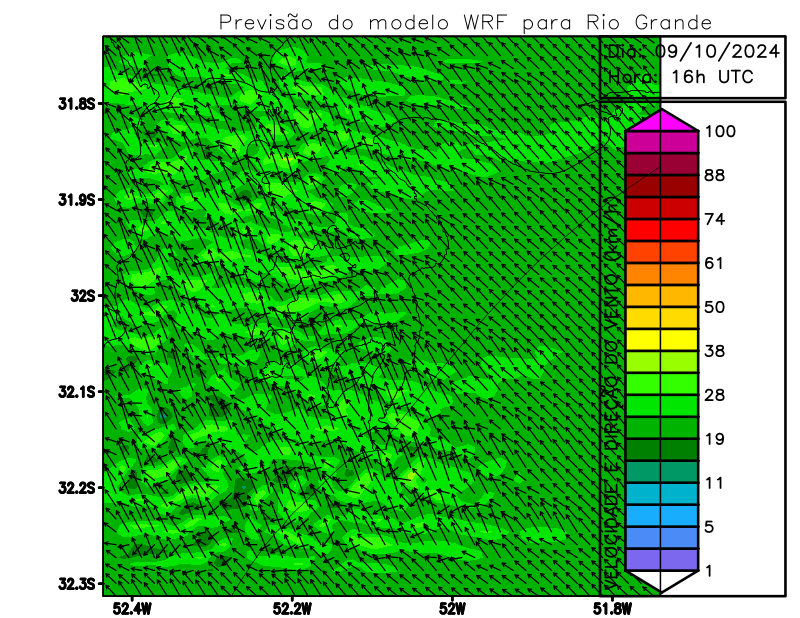 Previsão do modelo WRF para Rio Grande
Dia: 09/10/2024
Hora: 16h UTC
31.8S
31.9S
32S
32.1S
32.2S
32.3S
52.4W
52.2W
52W
51.8W
VELOCIDADE E DIREÇÃO DO VENTO (km/h)
100
88
74
61
50
38
28
19
11
5
1